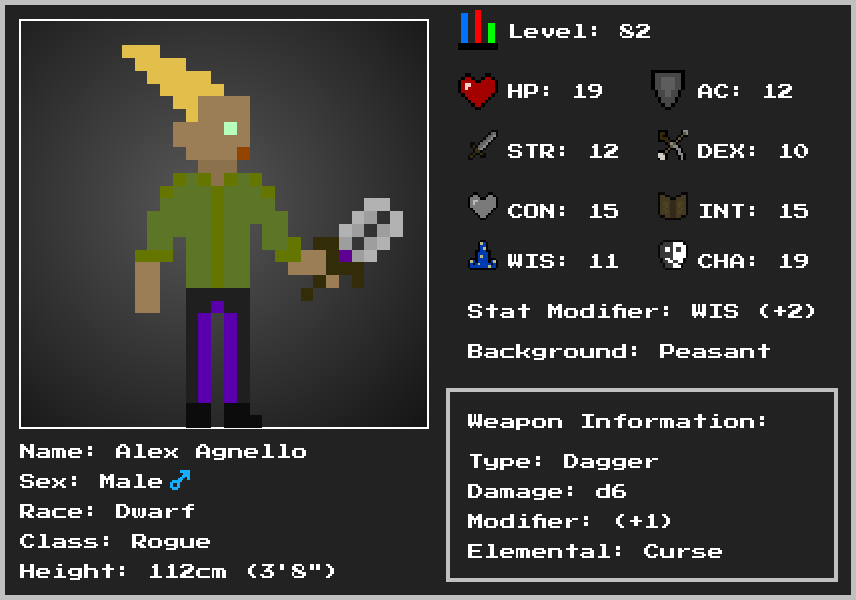 Level: 82
HP: 19
AC: 12
STR: 12
DEX: 10
CON: 15
INT: 15
WIS: 11
CHA: 19
Stat Modifier: WIS (+2)
Background: Peasant
Weapon Information:
Type: Dagger
Damage: d6
Modifier: (+1)
Elemental: Curse
Name: Alex Agnello
Sex: Male ♂
Race: Dwarf
Class: Rogue
Height: 112cm (3'8")